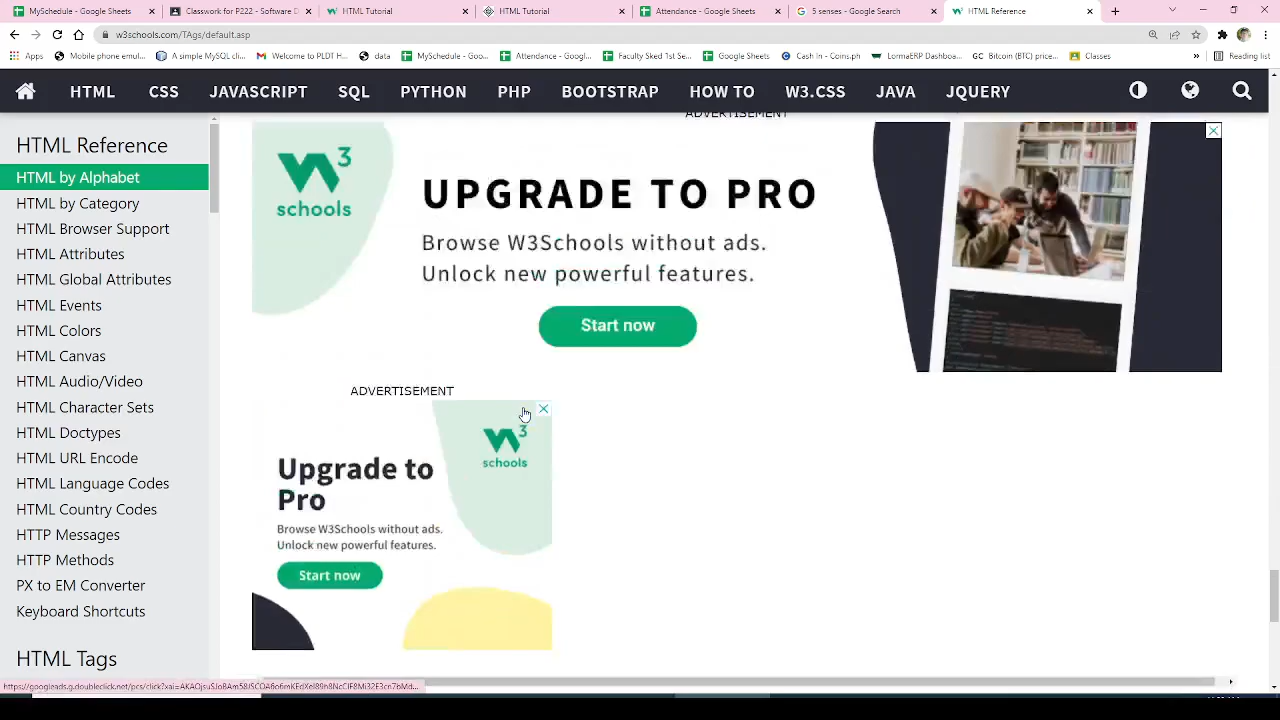 MySchedule - Google Sheets
Classwork for P222 - Software D
HTML Tutorial
HTML Tutorial
Attendance - Google Sheets
5 senses - Google Search
HTML Reference
w3schools.com/TAgs/default.asp
Apps
Mobile phone emul...
A simple MySQL cli...
Welcome to PLDT H...
data
MySchedule - Goo...
Attendance - Googl...
Faculty Sked 1st Se...
Google Sheets
Cash In - Coins.ph
LormaERP Dashboa...
GC Bitcoin (BTC) price...
Classes
»
Reading list
HTML
CSS
JAVASCRIPT
SQL
PYTHON
PHP
BOOTSTRAP
HOW TO
W3.CSS
JAVA
JQUERY
HTML Reference
HTML by Alphabet
HTML by Category
HTML Browser Support
HTML Attributes
HTML Global Attributes
HTML Events
HTML Colors
HTML Canvas
HTML Audio/Video
HTML Character Sets
HTML Doctypes
HTML URL Encode
HTML Language Codes
HTML Country Codes
HTTP Messages
HTTP Methods
PX to EM Converter
Keyboard Shortcuts
HTML Tags
ADVERTISEMENT
W3
schools
UPGRADE TO PRO
Browse W3Schools without ads.
Unlock new powerful features.
Start now
ADVERTISEMENT
W3
schools
Upgrade to
Pro
Browse W3Schools without ads.
Unlock new powerful features.
Start now